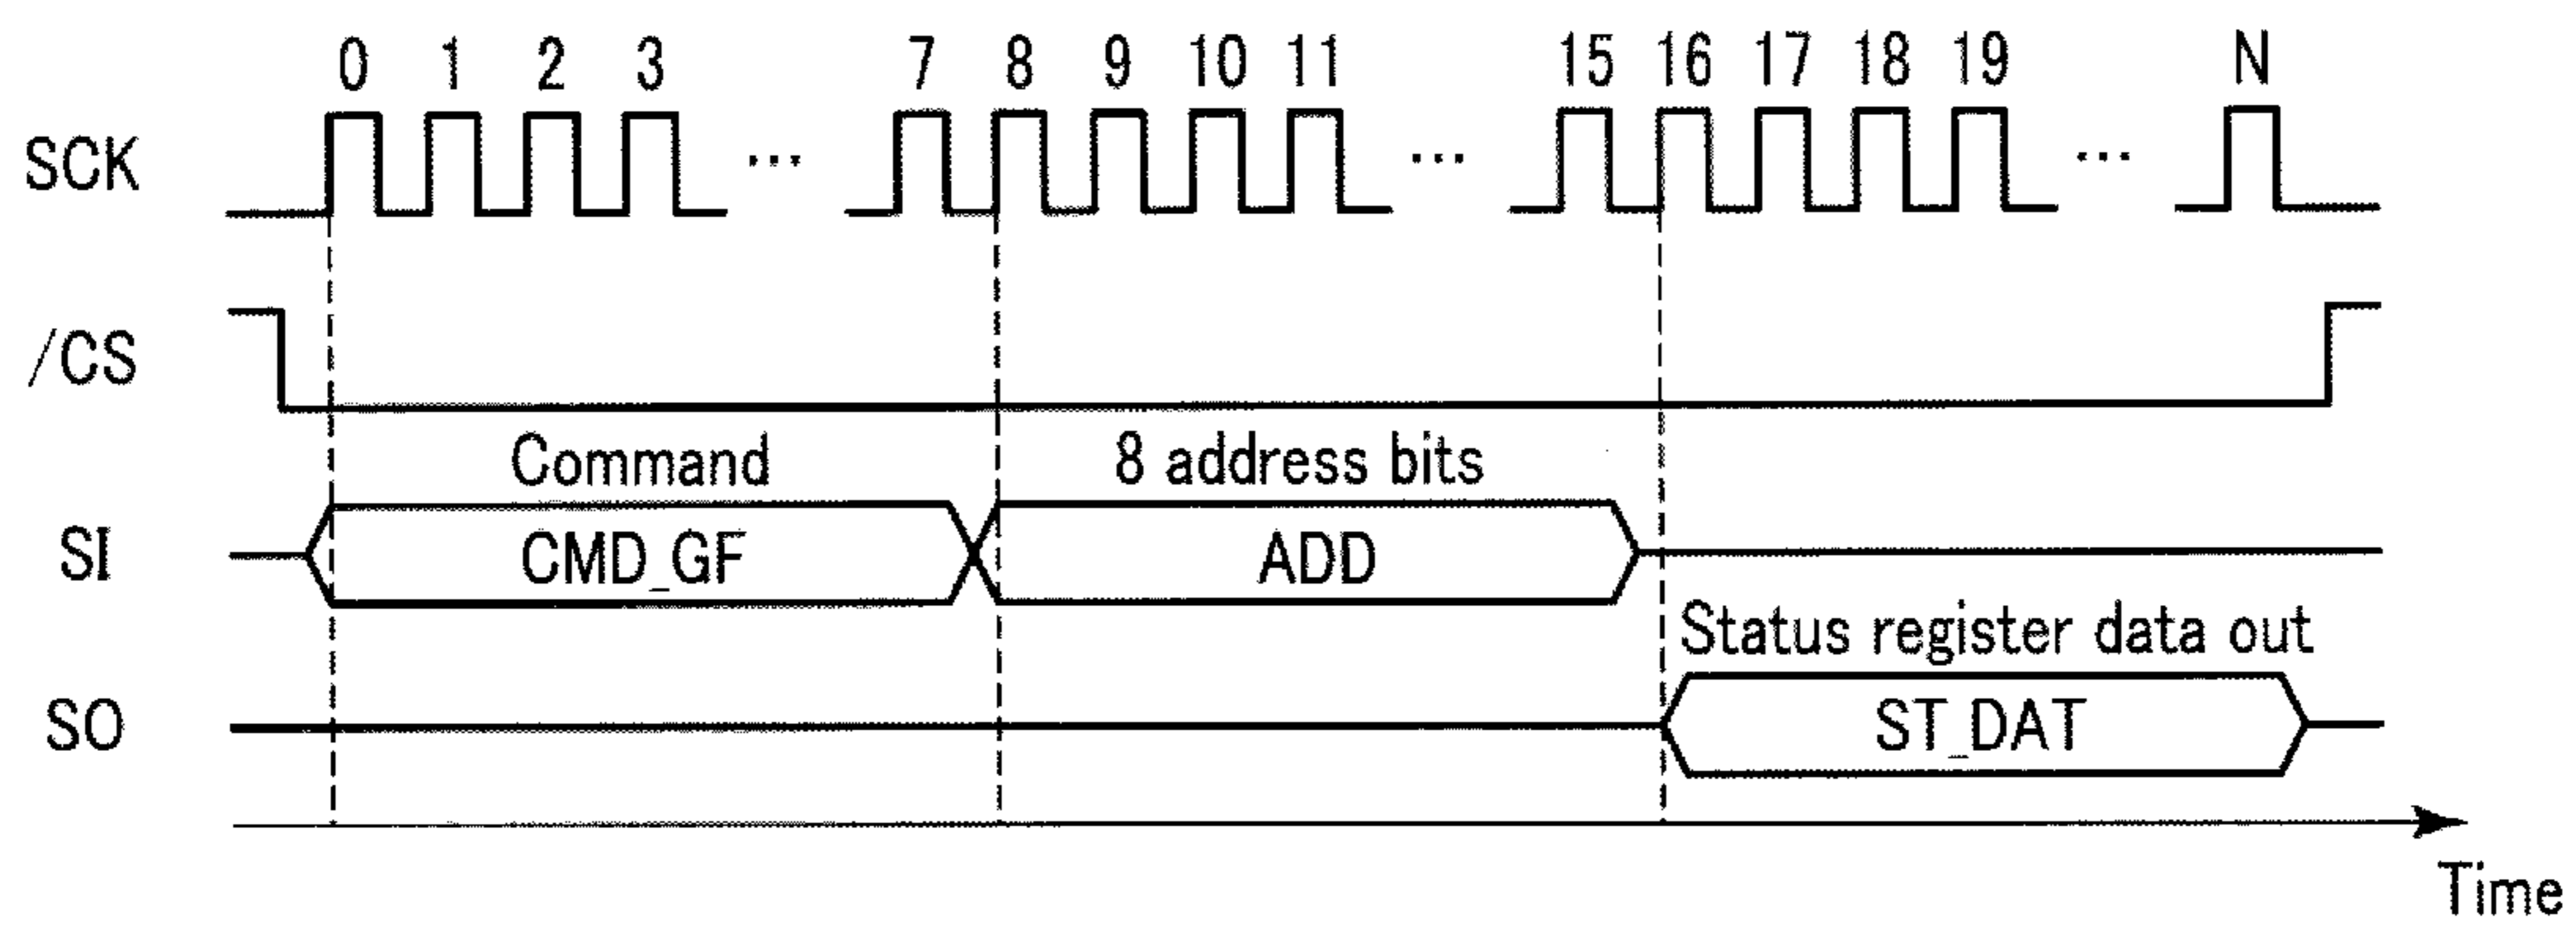 0 1 2 3 7 8 9 10 11 15 16 17 18 19 N
SCK ... ... ...
/CS
Command 8 address bits
SI CMD_GF ADD
Status register data out
SO ST_DAT
Time